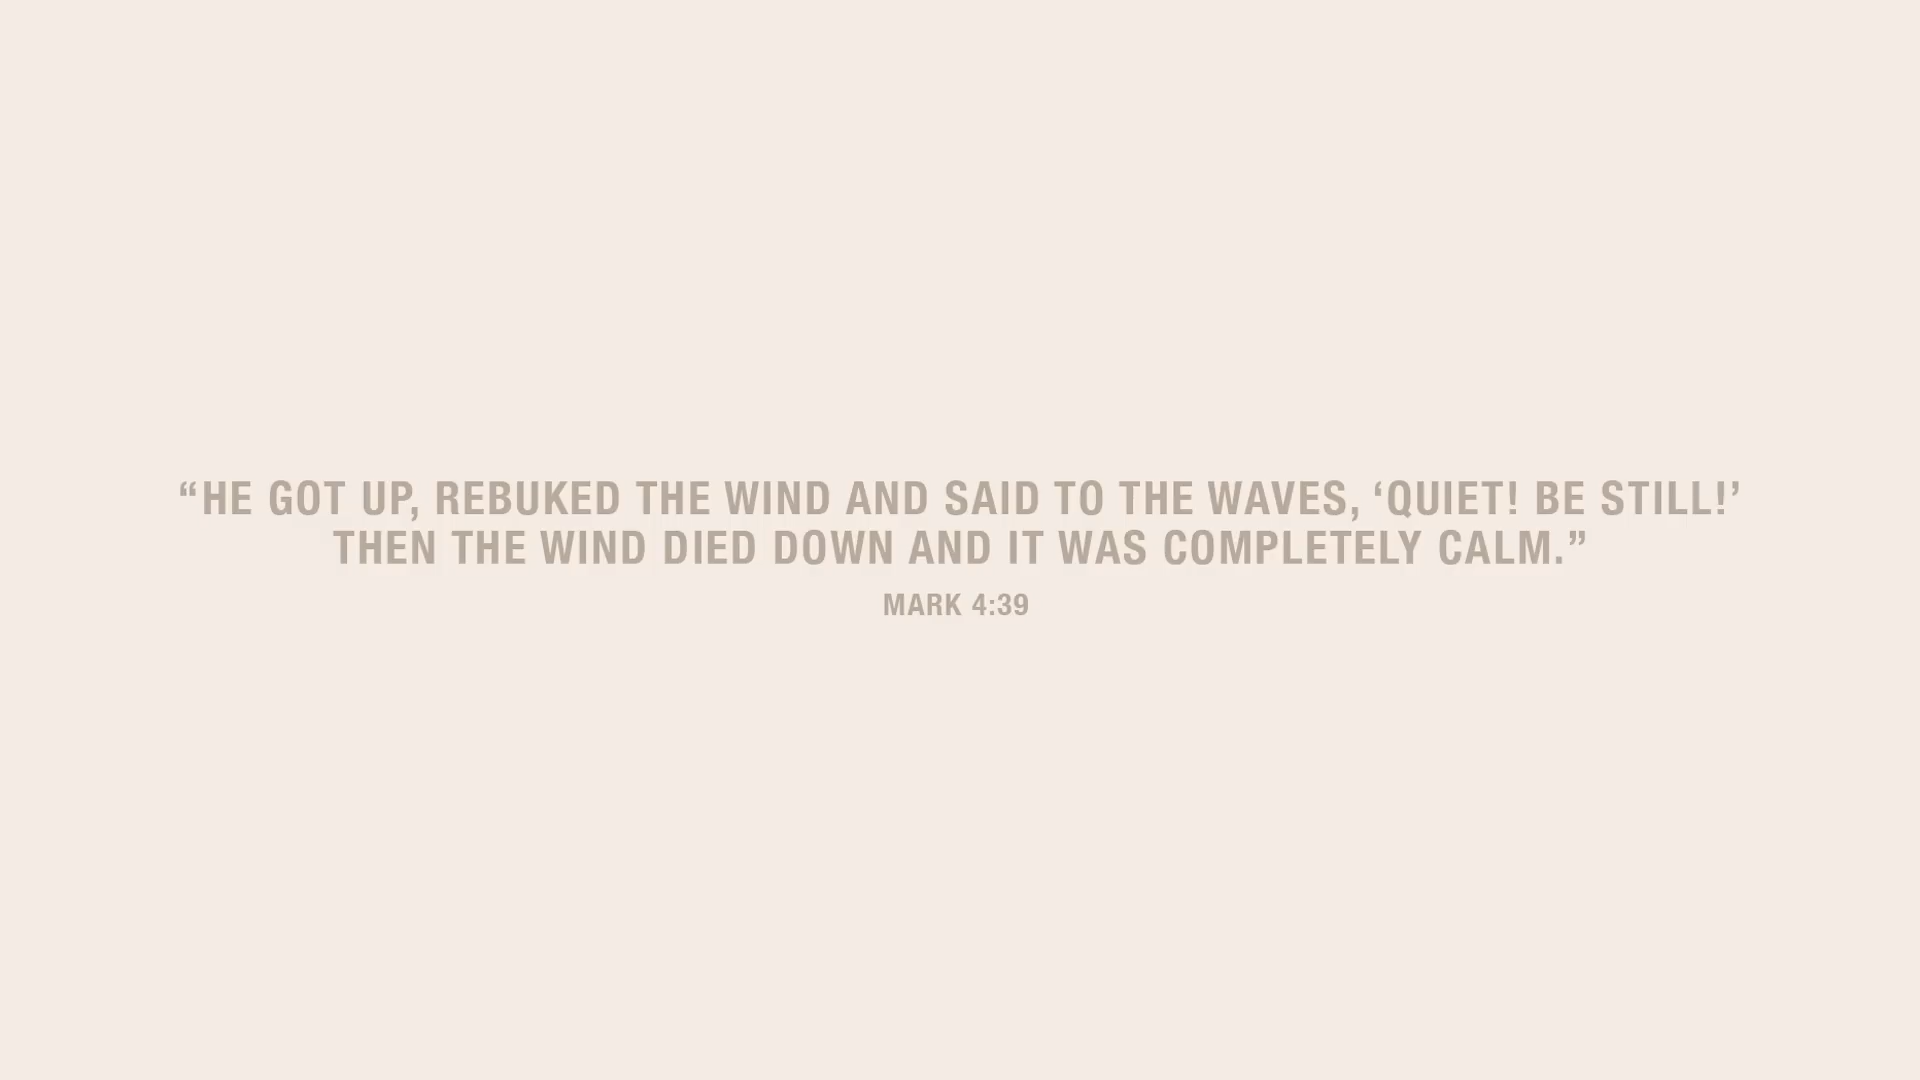 “HE GOT UP, REBUKED THE WIND AND SAID TO THE WAVES, ‘QUIET! BE STILL!’
THEN THE WIND DIED DOWN AND IT WAS COMPLETELY CALM.”
MARK 4:39